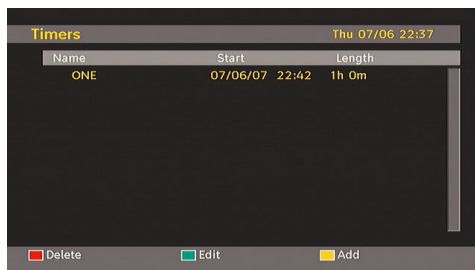 Timers Thu 07/06 22:37
Name Start Length
ONE 07/06/07 22:42 1h 0m
Delete Edit Add